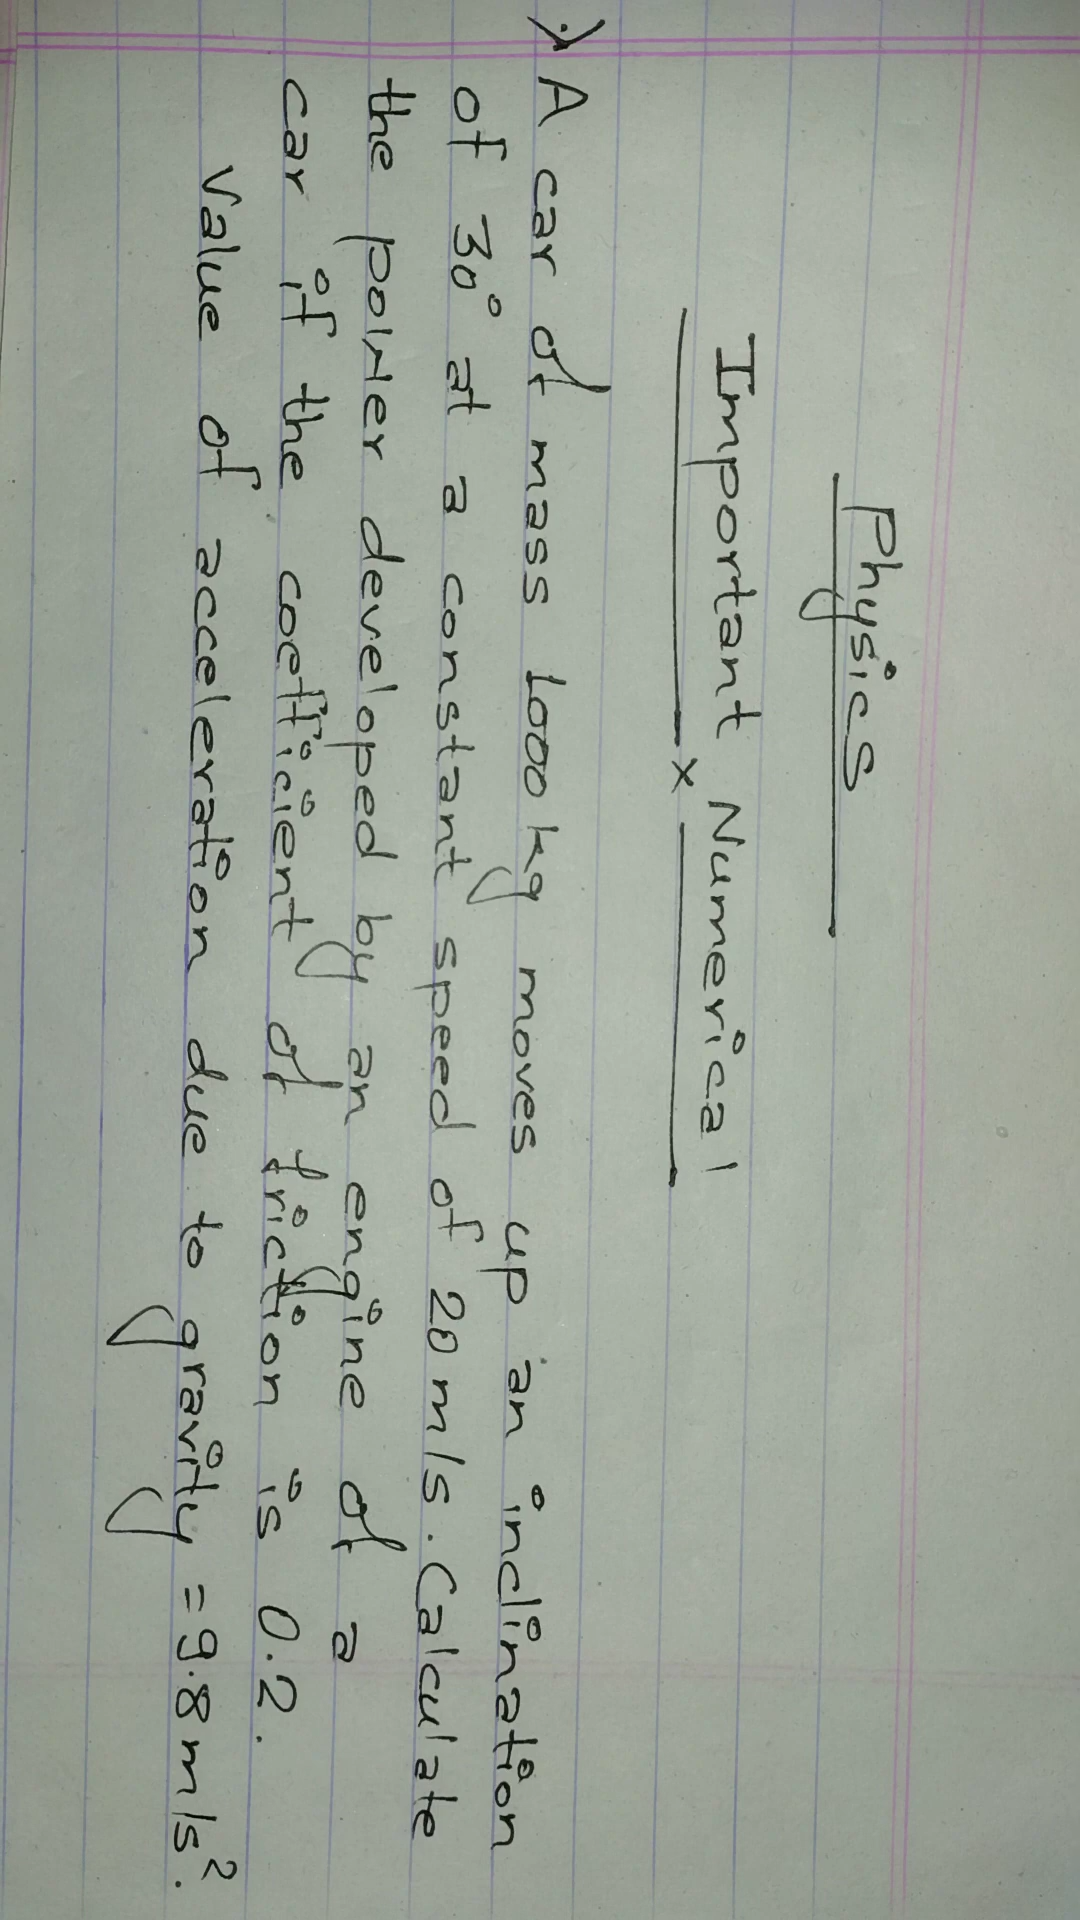 Physics
Important Numerical
x
A car of mass 1000 kg moves up an inclination
of 30° at a constant speed of 20 m/s. Calculate
the power developed by an engine of a
car if the coefficient of friction is 0.2.
Value of acceleration due to gravity = 9.8 m/s².